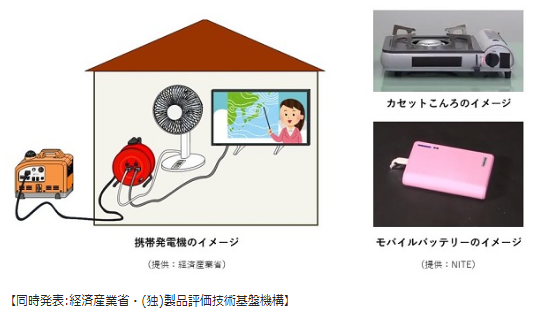 カセットこんろのイメージ
携帯発電機のイメージ
（提供：経済産業省）
モバイルバッテリーのイメージ
（提供：NITE）
【同時発表:経済産業省・(独)製品評価技術基盤機構】